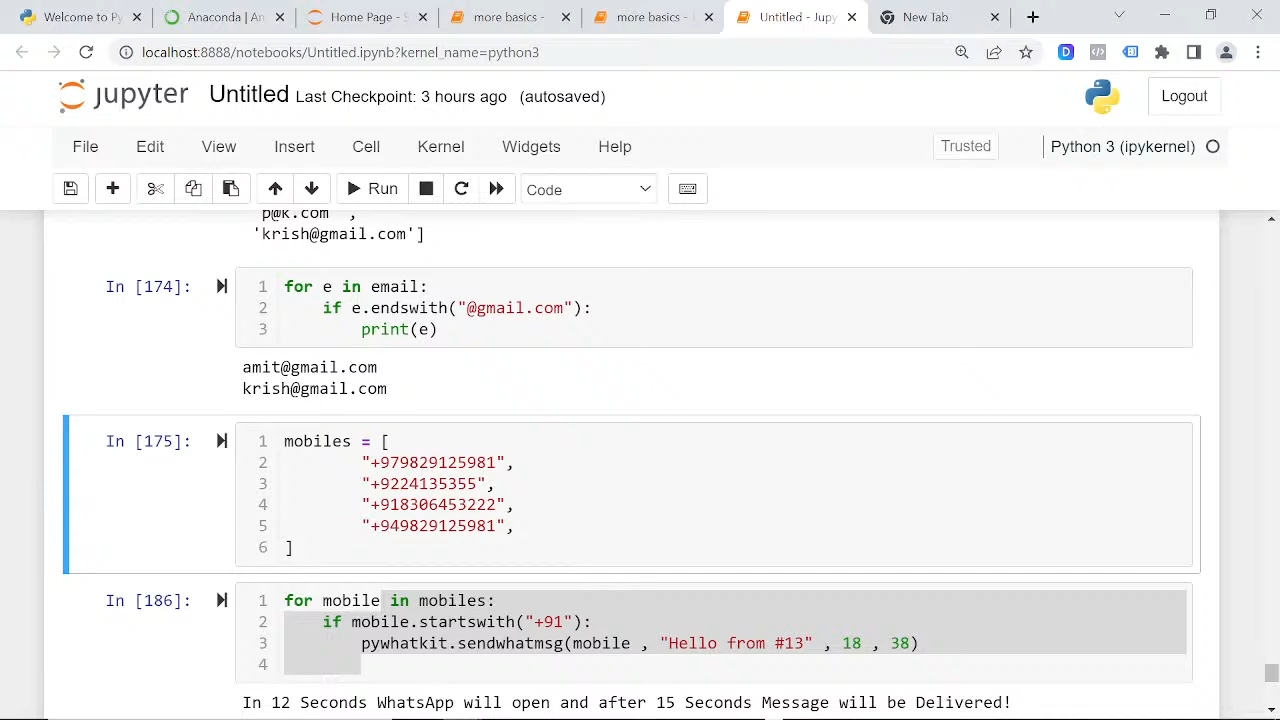 Welcome to Py
Anaconda | An
Home Page - S
more basics -
more basics -
Untitled - Jupy
New Tab
localhost:8888/notebooks/Untitled.ipynb?kernel_name=python3
jupyter Untitled Last Checkpoint: 3 hours ago (autosaved)
Logout
File Edit View Insert Cell Kernel Widgets Help
Trusted
Python 3 (ipykernel)
Run
Code
'p@k.com ',
'krish@gmail.com']
In [174]:
1 for e in email:
2 if e.endswith("@gmail.com"):
3 print(e)
amit@gmail.com
krish@gmail.com
In [175]:
1 mobiles = [
2 "+979829125981",
3 "+9224135355",
4 "+918306453222",
5 "+949829125981",
6 ]
In [186]:
1 for mobile in mobiles:
2 if mobile.startswith("+91"):
3 pywhatkit.sendwhatmsg(mobile , "Hello from #13" , 18 , 38)
4
In 12 Seconds WhatsApp will open and after 15 Seconds Message will be Delivered!